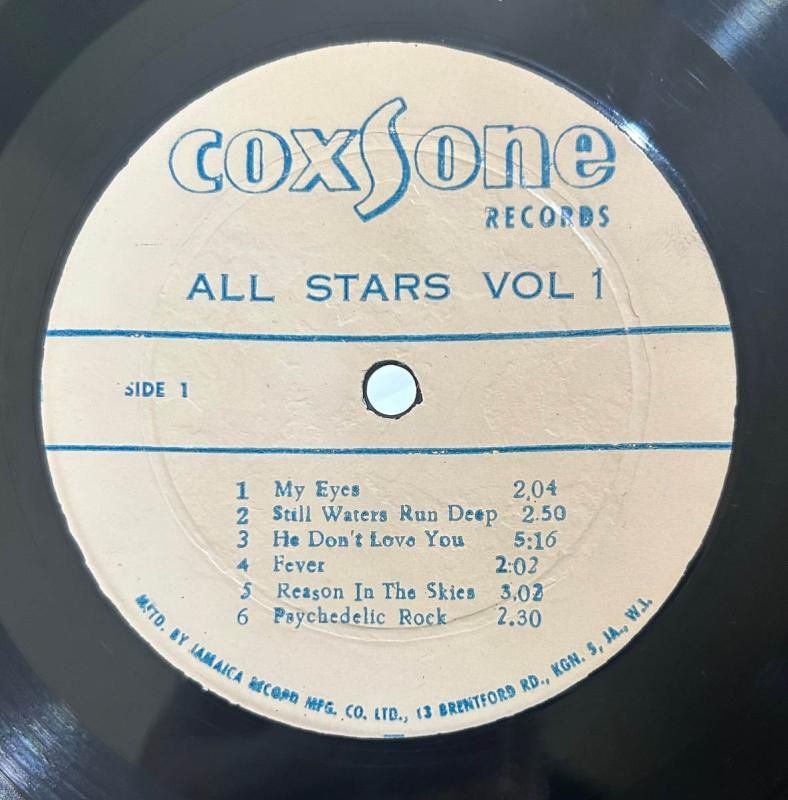 coxSone
RECORDS
ALL STARS VOL 1
SIDE 1
1 My Eyes 2,04
2 Still Waters Run Deep 2.50
3 He Don't Love You 5:16
4 Fever 2:02
5 Reason In The Skies 3,02
6 Psychedelic Rock 2.30
MFTD. BY JAMAICA RECORD MFG. CO. LTD., 13 BRENTFORD RD., KGN. 5, JA., W.I.